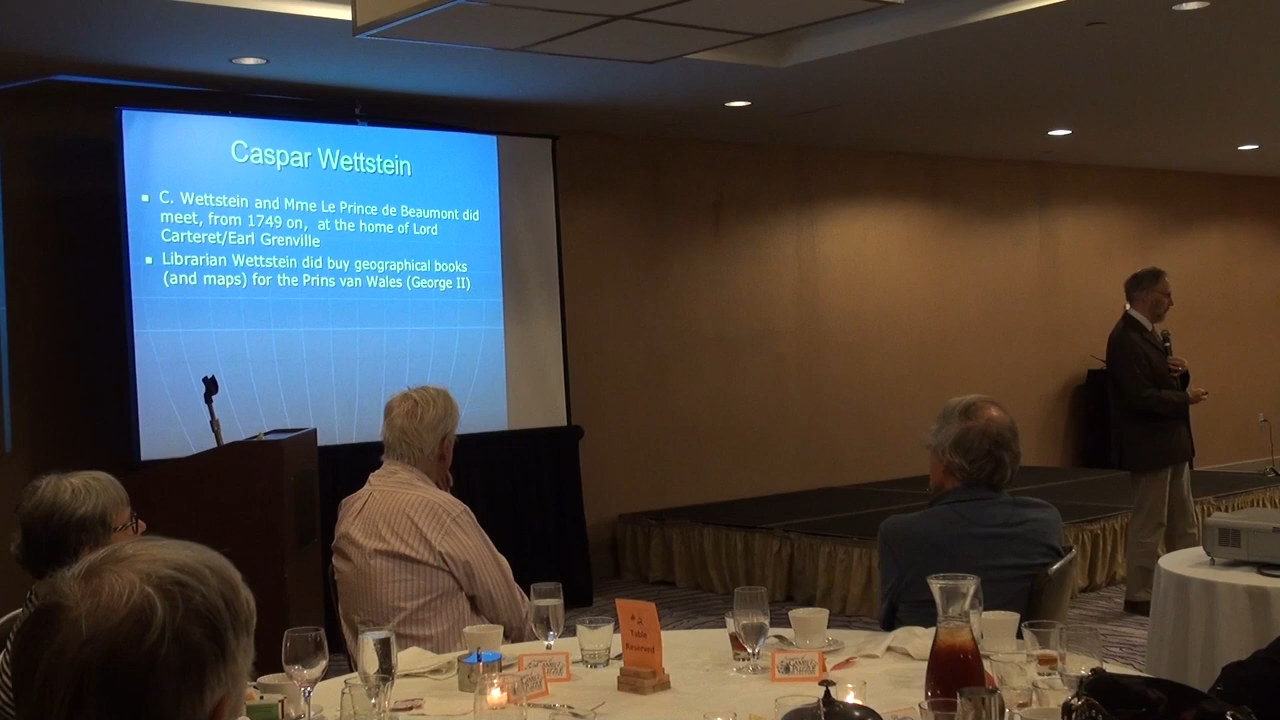 Caspar Wettstein
C. Wettstein and Mme Le Prince de Beaumont did
meet, from 1749 on, at the home of Lord
Carteret/Earl Grenville
Librarian Wettstein did buy geographical books
(and maps) for the Prins van Wales (George II)
Table
Reserved